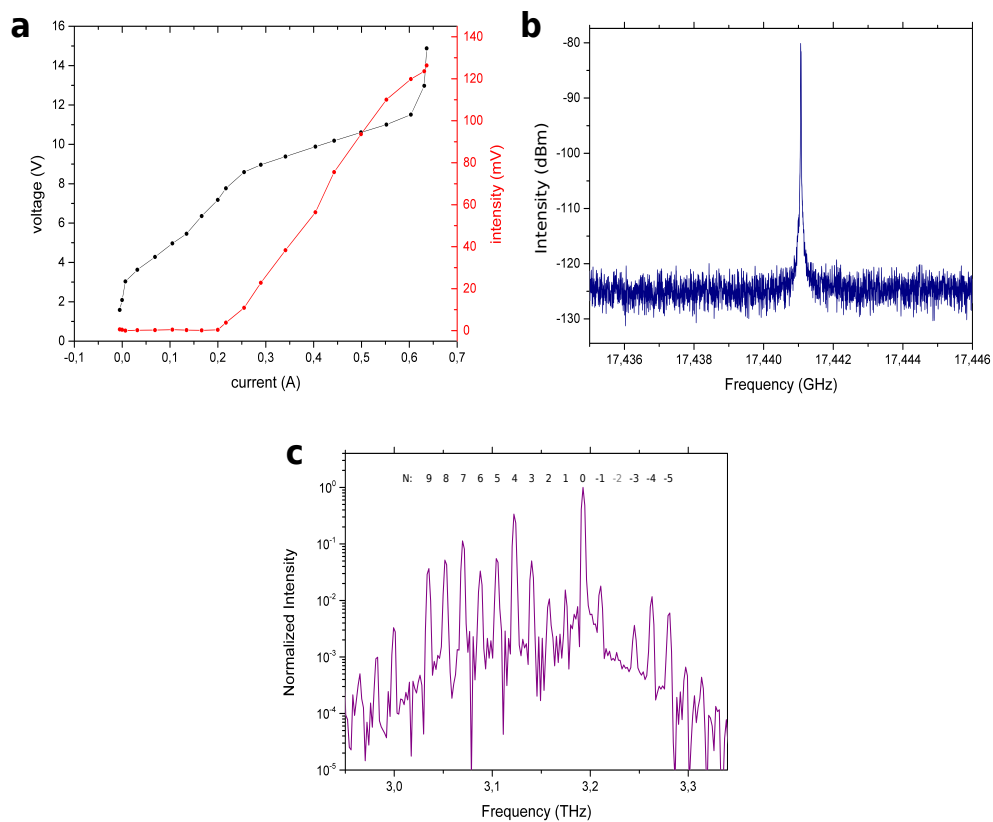 a
voltage (V)
16
14
12
10
8
6
4
2
0
-0,1 0,0 0,1 0,2 0,3 0,4 0,5 0,6 0,7
current (A)
140
120
100
80
60
40
20
0
intensity (mV)
b
Intensity (dBm)
-80
-90
-100
-110
-120
-130
17,436 17,438 17,440 17,442 17,444 17,446
Frequency (GHz)
c
N: 9 8 7 6 5 4 3 2 1 0 -1 -2 -3 -4 -5
Normalized Intensity
10⁰
10⁻¹
10⁻²
10⁻³
10⁻⁴
10⁻⁵
3,0 3,1 3,2 3,3
Frequency (THz)